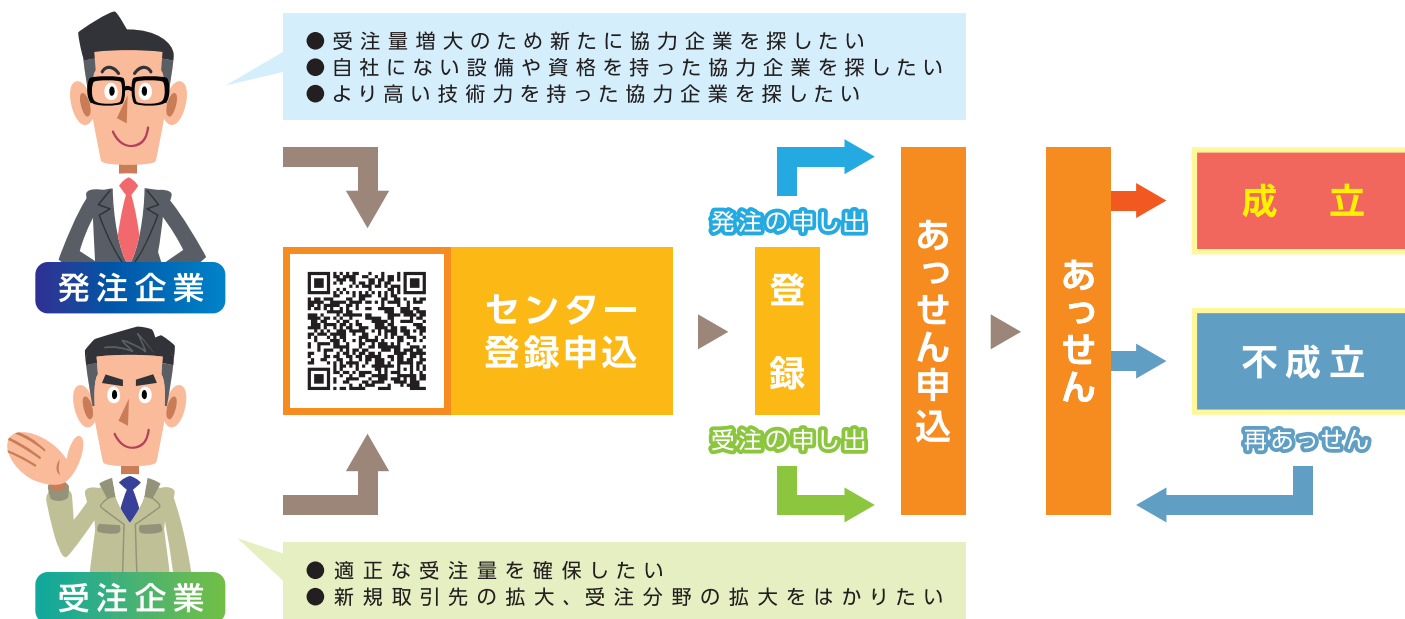 ●受注量増大のため新たに協力企業を探したい
●自社にない設備や資格を持った協力企業を探したい
●より高い技術力を持った協力企業を探したい
発注企業
センター
登録申込
発注の申し出
登録
受注の申し出
あっせん申込
あっせん
成立
不成立
再あっせん
受注企業
●適正な受注量を確保したい
●新規取引先の拡大、受注分野の拡大をはかりたい